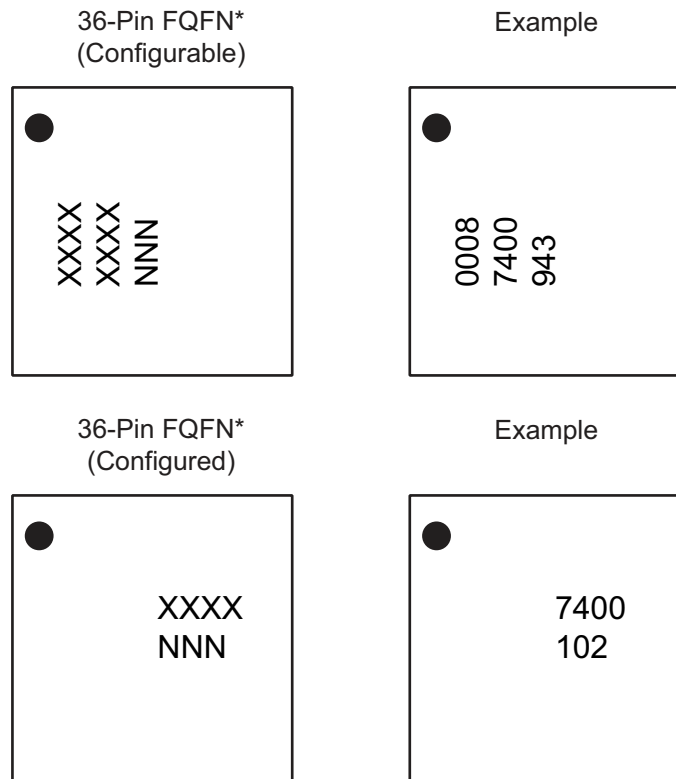 36-Pin FQFN*
(Configurable)
XXXX
XXXX
NNN
Example
0008
7400
943
36-Pin FQFN*
(Configured)
XXXX
NNN
Example
7400
102